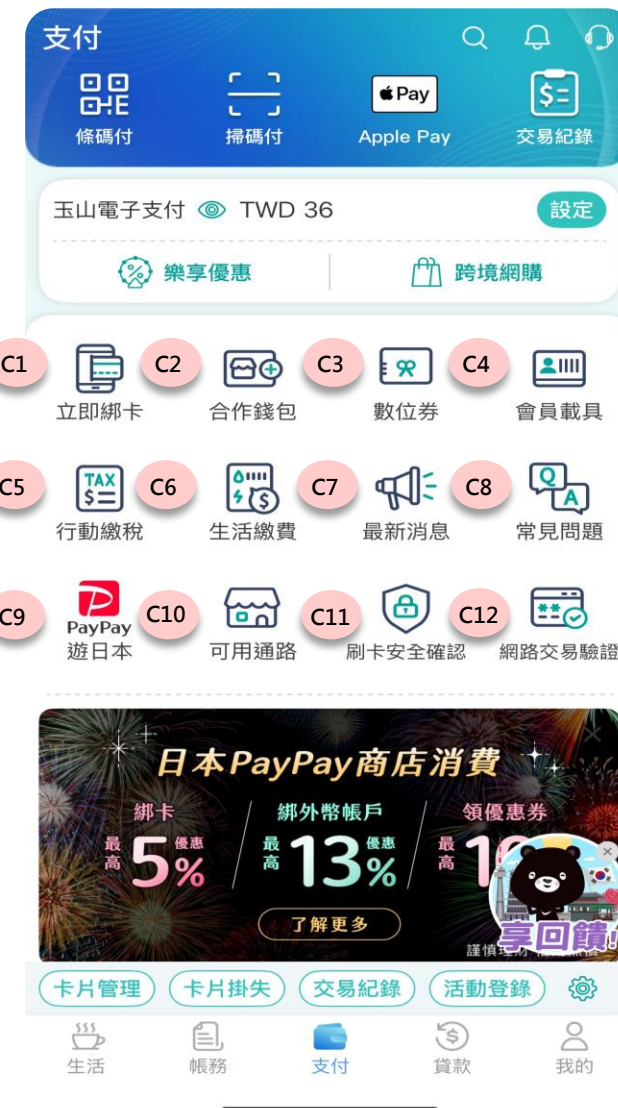 支付
條碼付 掃碼付 Pay Apple Pay 交易紀錄
玉山電子支付 TWD 36 設定
樂享優惠 跨境網購
C1 C2 C3 C4
立即綁卡 合作錢包 數位券 會員載具
C5 TAX C6 C7 C8 Q A
行動繳稅 生活繳費 最新消息 常見問題
C9 PayPay C10 C11 C12
遊日本 可用通路 刷卡安全確認 網路交易驗證
日本PayPay商店消費
綁卡 綁外幣帳戶 領優惠券
最高5%優惠 最高13%優惠 最高
了解更多
享回饋!
卡片管理 卡片掛失 交易紀錄 活動登錄
生活 帳務 支付 貸款 我的